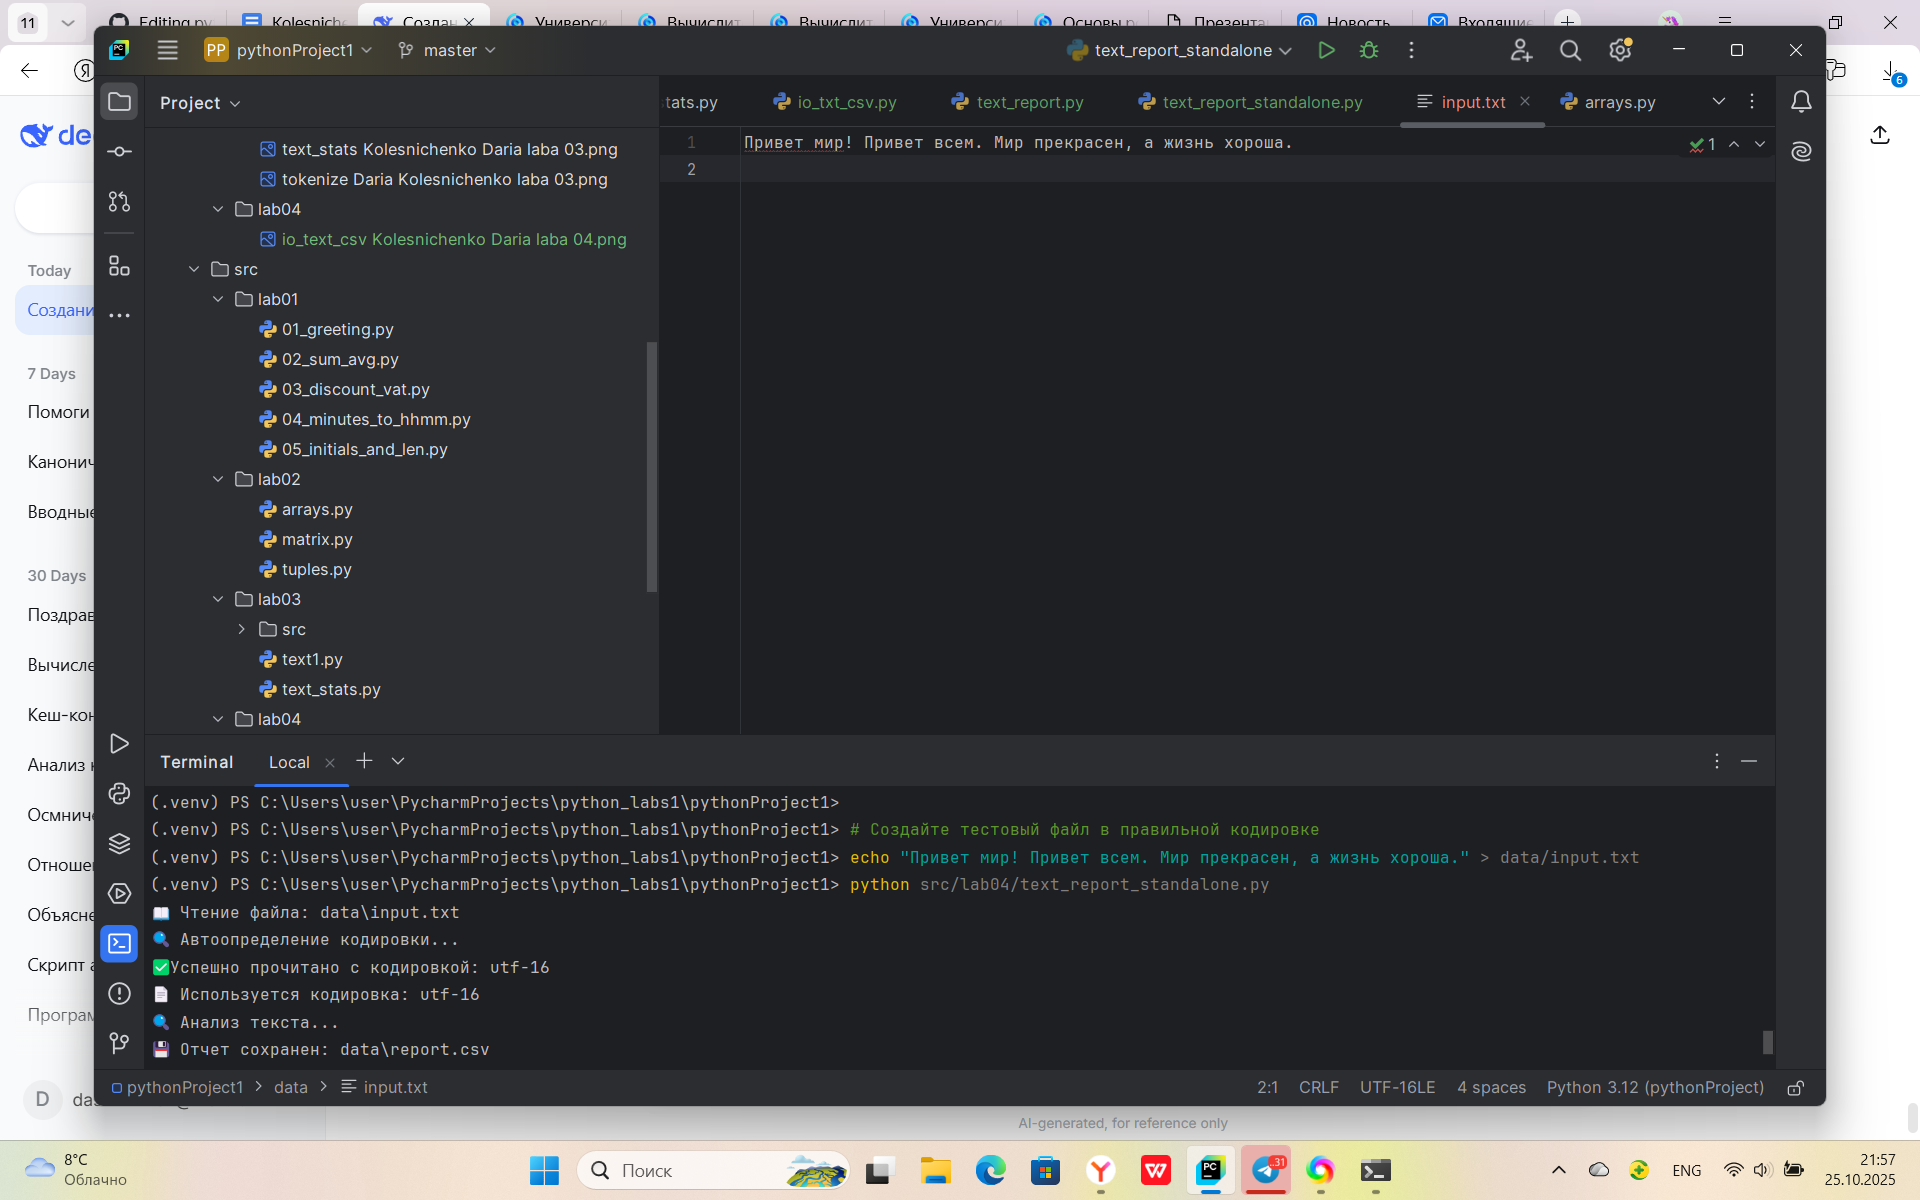 11
Editing py
Kolesniche
Создан
Универси
Вычислит
Вычислит
Универси
Основы р
Презента
Новость
Входящие
PP pythonProject1
master
text_report_standalone
6
Project
tats.py
io_txt_csv.py
text_report.py
text_report_standalone.py
input.txt
arrays.py
de
1 Привет мир! Привет всем. Мир прекрасен, а жизнь хороша.
1
2
text_stats Kolesnichenko Daria laba 03.png
tokenize Daria Kolesnichenko laba 03.png
lab04
io_text_csv Kolesnichenko Daria laba 04.png
src
lab01
01_greeting.py
02_sum_avg.py
03_discount_vat.py
04_minutes_to_hhmm.py
05_initials_and_len.py
lab02
arrays.py
matrix.py
tuples.py
lab03
src
text1.py
text_stats.py
lab04
Today
Создани
7 Days
Помоги
Канонич
Вводные
30 Days
Поздрав
Вычисле
Кеш-кон
Анализ
Осминче
Отноше
Объясне
Скрипт а
Програм
D da
Terminal
Local
(.venv) PS C:\Users\user\PycharmProjects\python_labs1\pythonProject1>
(.venv) PS C:\Users\user\PycharmProjects\python_labs1\pythonProject1> # Создайте тестовый файл в правильной кодировке
(.venv) PS C:\Users\user\PycharmProjects\python_labs1\pythonProject1> echo "Привет мир! Привет всем. Мир прекрасен, а жизнь хороша." > data/input.txt
(.venv) PS C:\Users\user\PycharmProjects\python_labs1\pythonProject1> python src/lab04/text_report_standalone.py
📖 Чтение файла: data\input.txt
🔍 Автоопределение кодировки...
✅Успешно прочитано с кодировкой: utf-16
📄 Используется кодировка: utf-16
🔍 Анализ текста...
💾 Отчет сохранен: data\report.csv
pythonProject1 > data > input.txt
2:1 CRLF UTF-16LE 4 spaces Python 3.12 (pythonProject)
AI-generated, for reference only
8°C
Облачно
Поиск
PC
31
ENG
21:57
25.10.2025